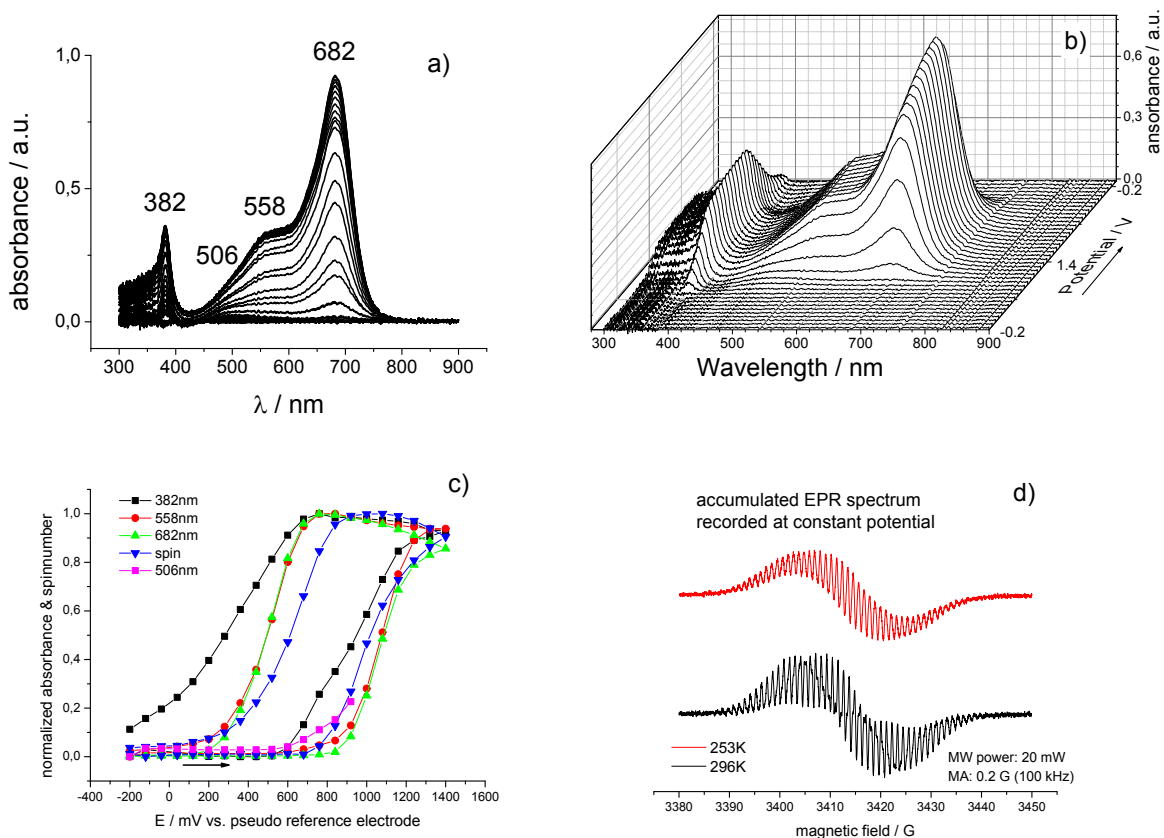 a)
682
382
558
506
absorbance / a.u.
1,0
0,5
0,0
300 400 500 600 700 800 900
λ / nm
b)
ansorbance / a.u.
0,6
0,3
0,0
-0.2
Potential / V
1.4
-0.2
300 400 500 600 700 800 900
Wavelength / nm
c)
382nm
558nm
682nm
spin
506nm
normalized absorbance & spinnumber
1,0
0,8
0,6
0,4
0,2
0,0
-400 -200 0 200 400 600 800 1000 1200 1400 1600
E / mV vs. pseudo reference electrode
d)
accumulated EPR spectrum
recorded at constant potential
253K
296K
MW power: 20 mW
MA: 0.2 G (100 kHz)
3380 3390 3400 3410 3420 3430 3440 3450
magnetic field / G